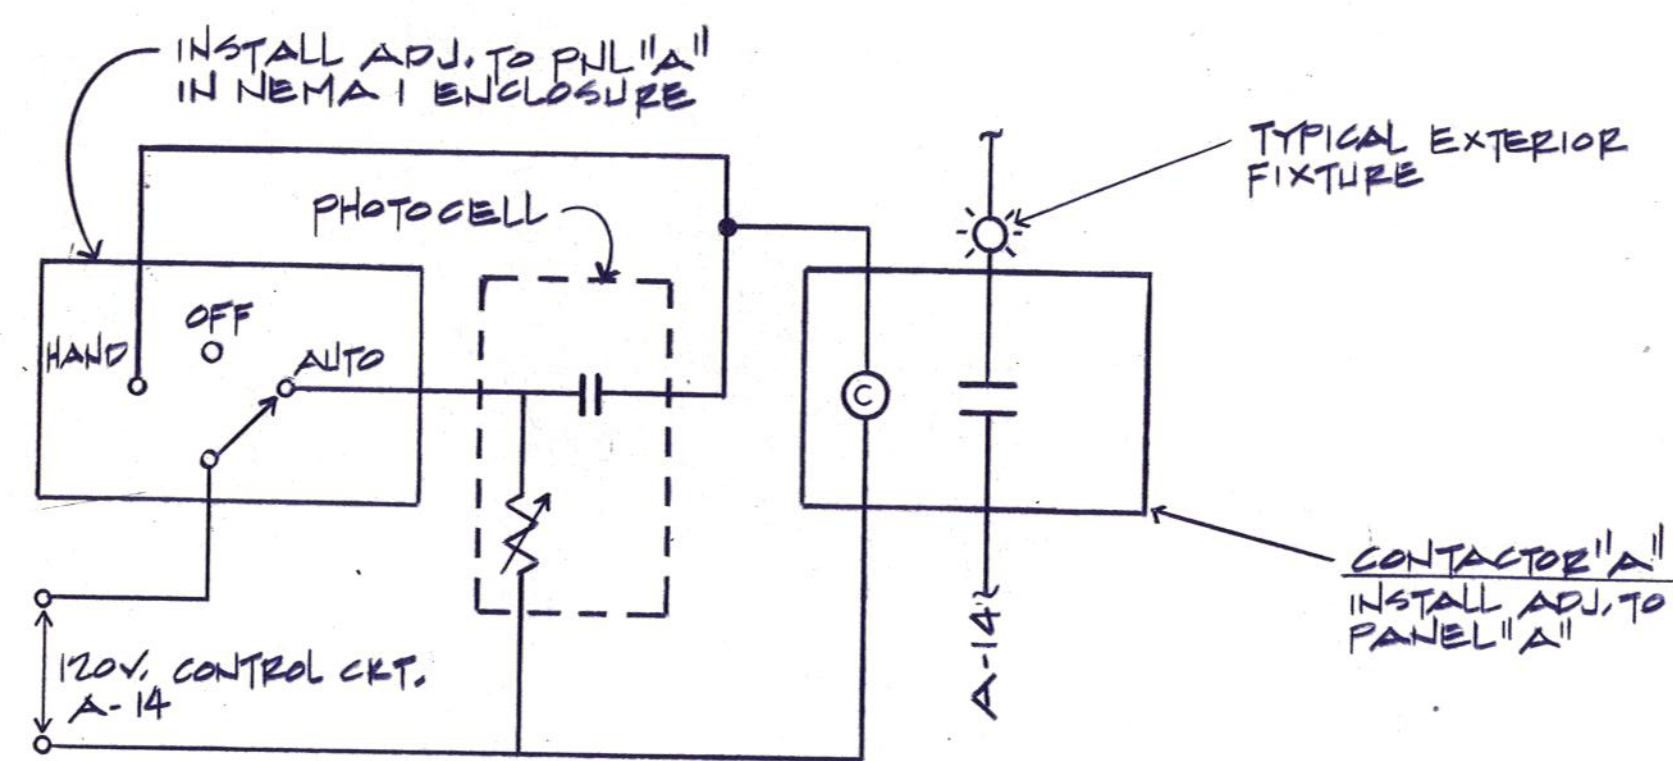 INSTALL ADJ. TO PNL "A"
IN NEMA 1 ENCLOSURE
TYPICAL EXTERIOR
FIXTURE
PHOTOCELL
OFF
HAND
AUTO
C
CONTACTOR "A"
INSTALL ADJ. TO
PANEL "A"
120V. CONTROL CKT.
A-14
A-14